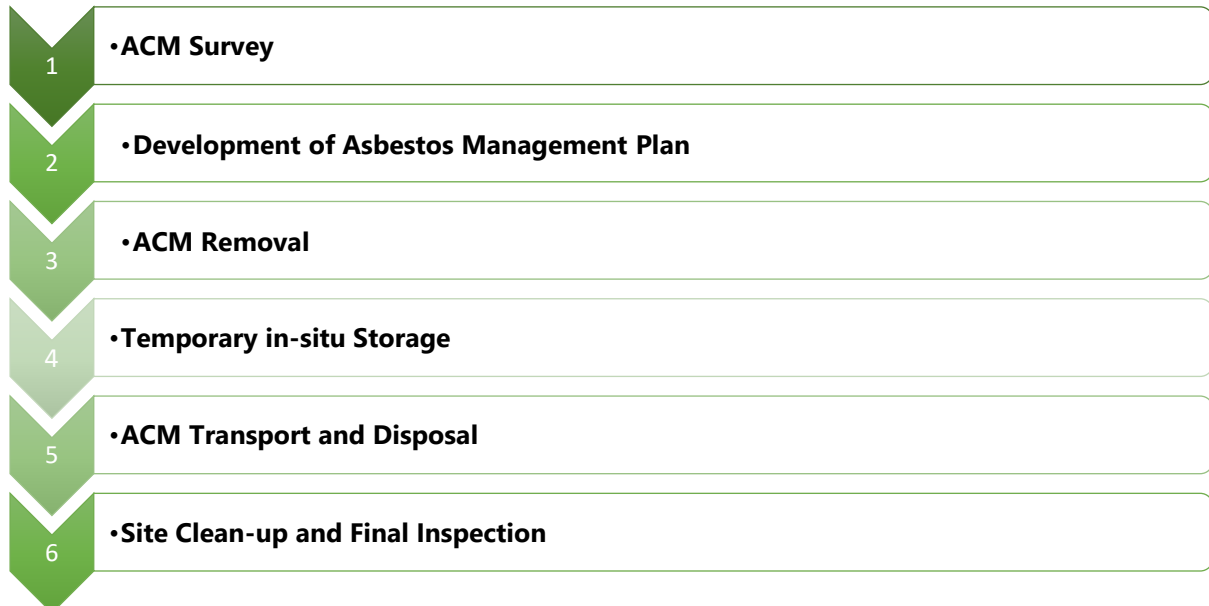 1
•ACM Survey
2
•Development of Asbestos Management Plan
3
•ACM Removal
4
•Temporary in-situ Storage
5
•ACM Transport and Disposal
6
•Site Clean-up and Final Inspection